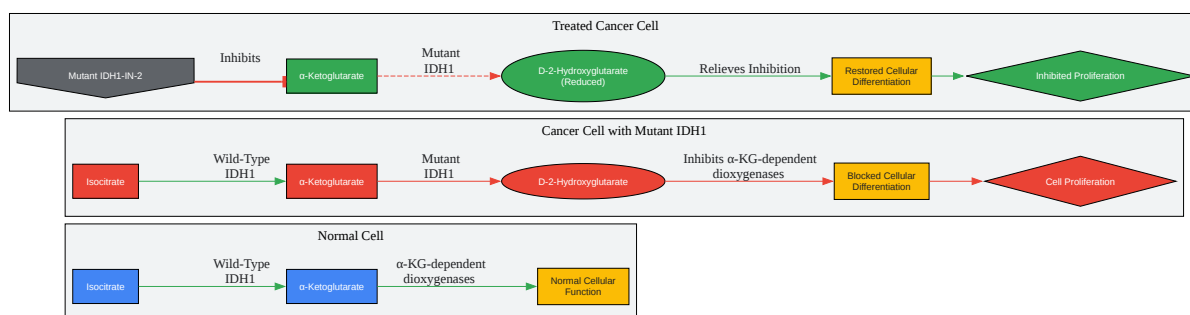 Treated Cancer Cell
Mutant IDH1-IN-2
Inhibits
α-Ketoglutarate
Mutant
IDH1
D-2-Hydroxyglutarate
(Reduced)
Relieves Inhibition
Restored Cellular
Differentiation
Inhibited Proliferation
Cancer Cell with Mutant IDH1
Isocitrate
Wild-Type
IDH1
α-Ketoglutarate
Mutant
IDH1
D-2-Hydroxyglutarate
Inhibits α-KG-dependent
dioxygenases
Blocked Cellular
Differentiation
Cell Proliferation
Normal Cell
Isocitrate
Wild-Type
IDH1
α-Ketoglutarate
α-KG-dependent
dioxygenases
Normal Cellular
Function